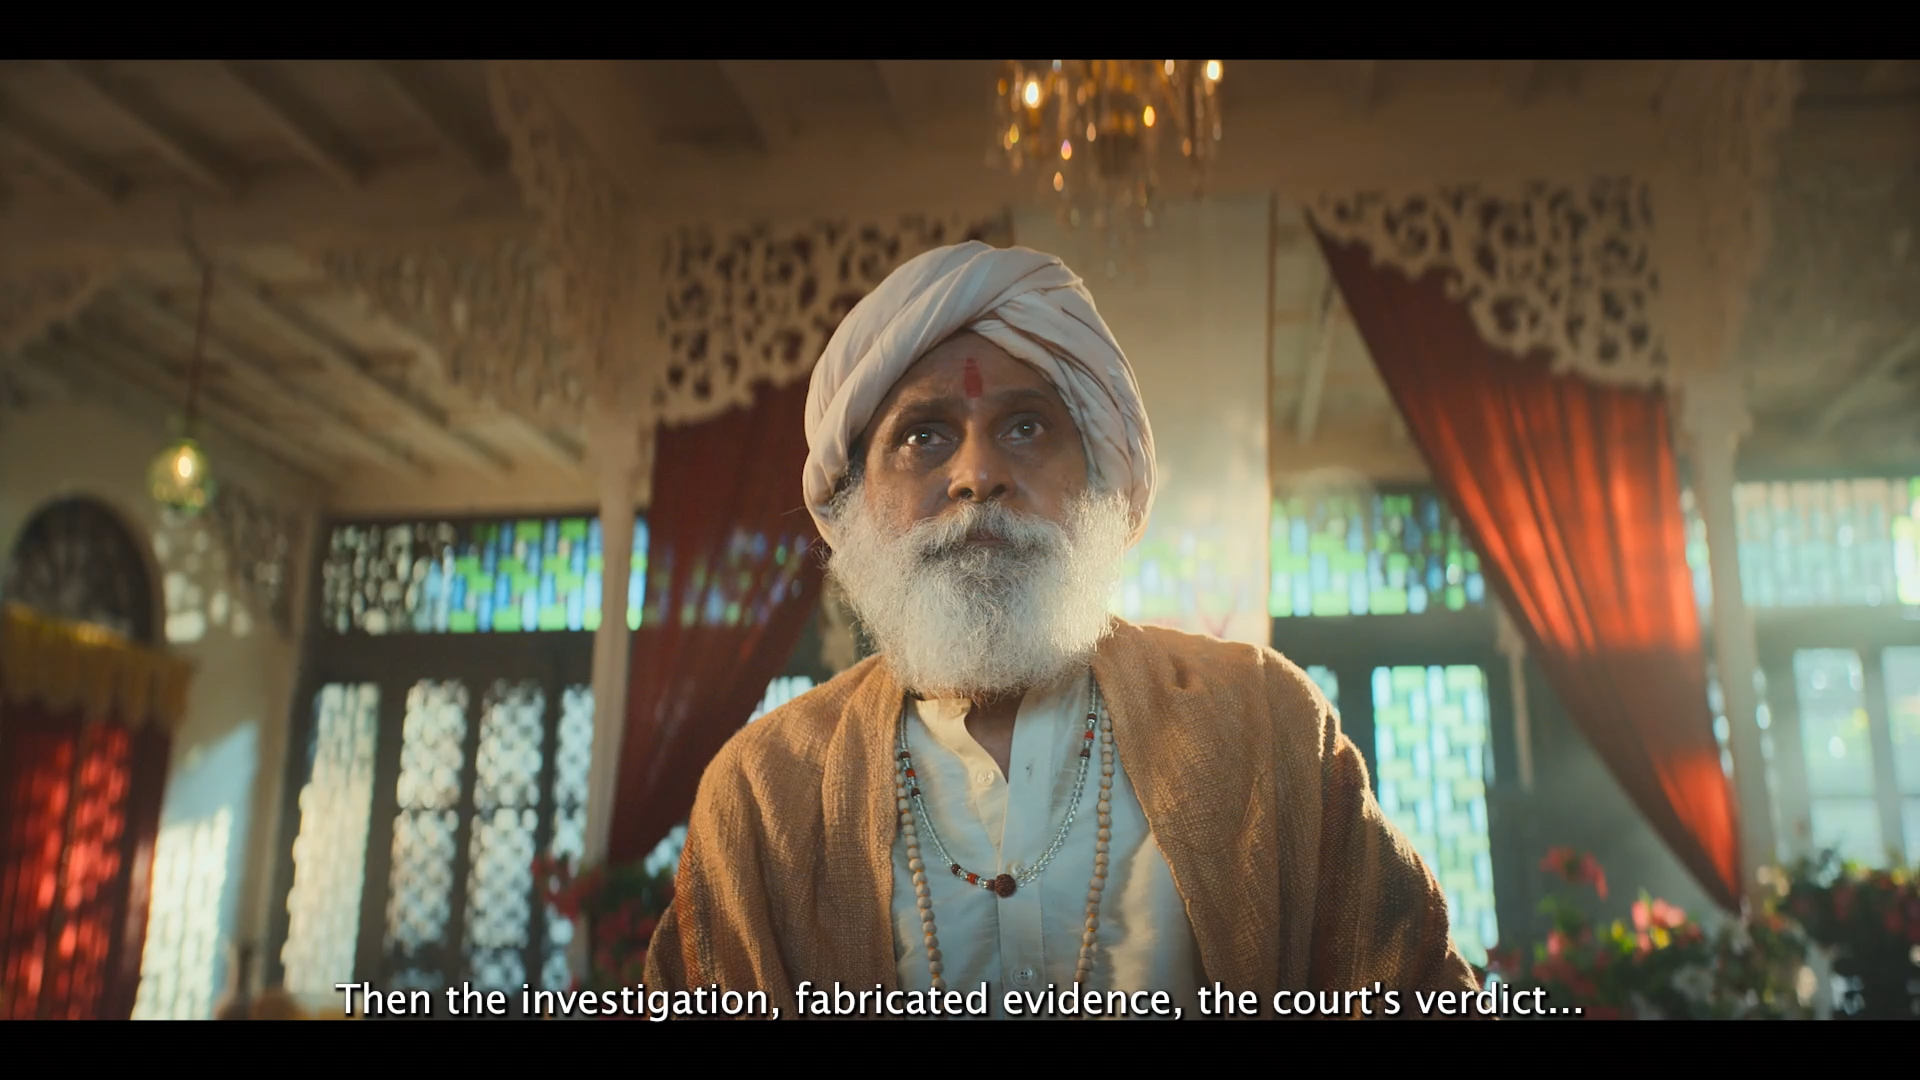 Then the investigation, fabricated evidence, the court's verdict...